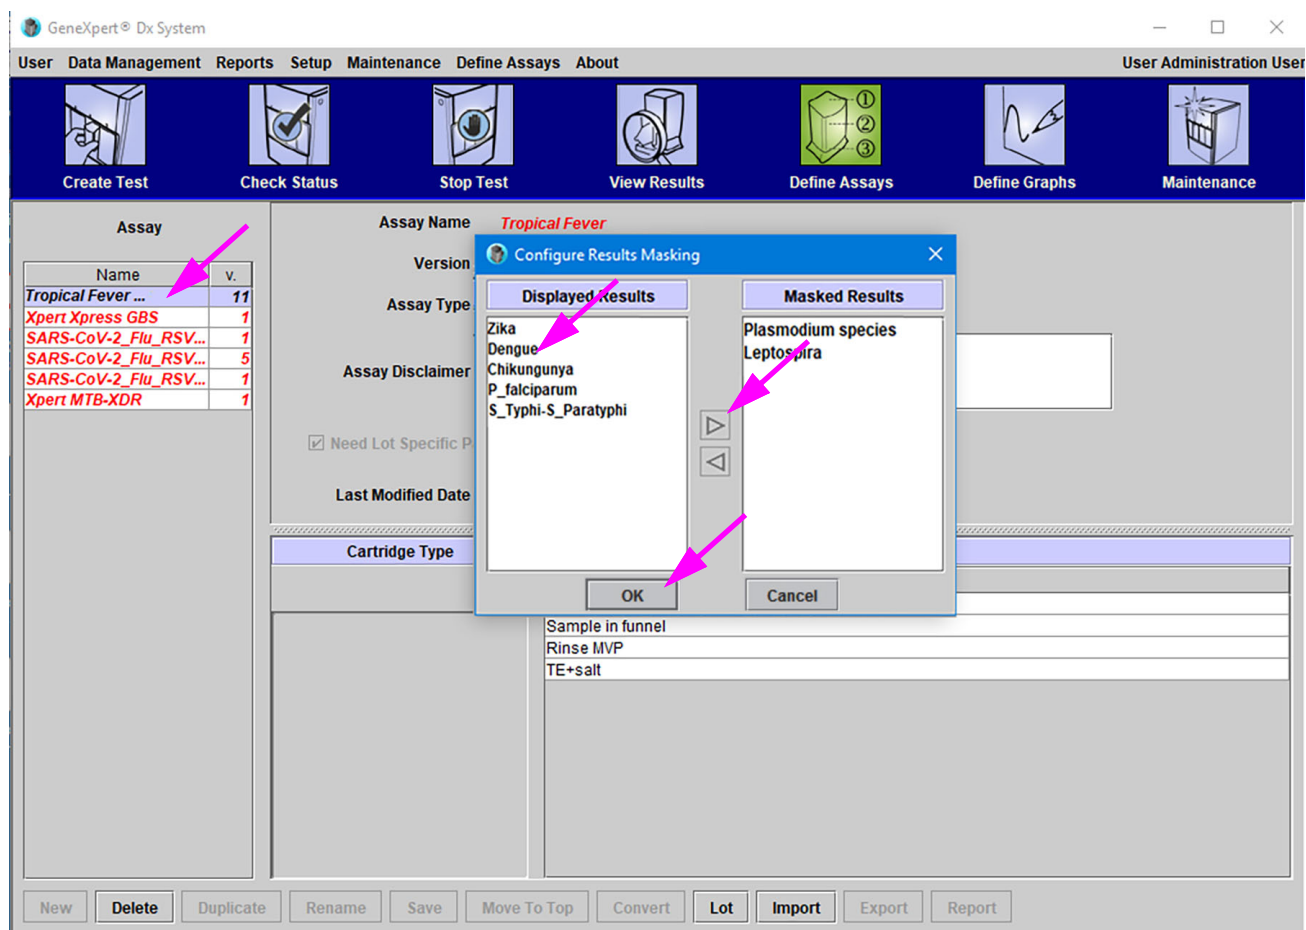 GeneXpert® Dx System
User Data Management Reports Setup Maintenance Define Assays About User Administration User
① ② ③
Create Test Check Status Stop Test View Results Define Assays Define Graphs Maintenance
Assay
Name v.
Tropical Fever ... 11
Xpert Xpress GBS 1
SARS-CoV-2_Flu_RSV... 1
SARS-CoV-2_Flu_RSV... 5
SARS-CoV-2_Flu_RSV... 1
Xpert MTB-XDR 1
Assay Name Tropical Fever
Version
Assay Type
Assay Disclaimer
Need Lot Specific P
Last Modified Date
Configure Results Masking
Displayed Results
Zika
Dengue
Chikungunya
P_falciparum
S_Typhi-S_Paratyphi
Masked Results
Plasmodium species
Leptospira
OK Cancel
Cartridge Type
Sample in funnel
Rinse MVP
TE+salt
New Delete Duplicate Rename Save Move To Top Convert Lot Import Export Report